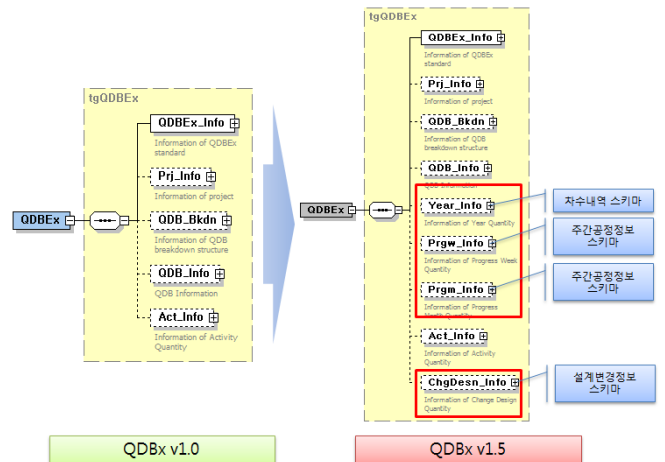 tgQDBEx
QDBEx_Info
Information of QDBEx
standard
Prj_Info
Information of project
QDBEx
QDB_Bkdn
Information of QDB
breakdown structure
QDB_Info
QDB Information
Act_Info
Information of Activity
Quantity
QDBx v1.0
tgQDBEx
QDBEx_Info
Information of QDBEx
standard
Prj_Info
Information of project
QDB_Bkdn
Information of QDB
breakdown structure
QDB_Info
QDB Information
QDBEx
Year_Info
Information of Year Quantity
차수내역 스키마
Prgw_Info
Information of Progress Week
Quantity
주간공정정보
스키마
Prgm_Info
Information of Progress
Month Quantity
주간공정정보
스키마
Act_Info
Information of Activity
Quantity
ChgDesn_Info
Information of Change Design
Quantity
설계변경정보
스키마
QDBx v1.5